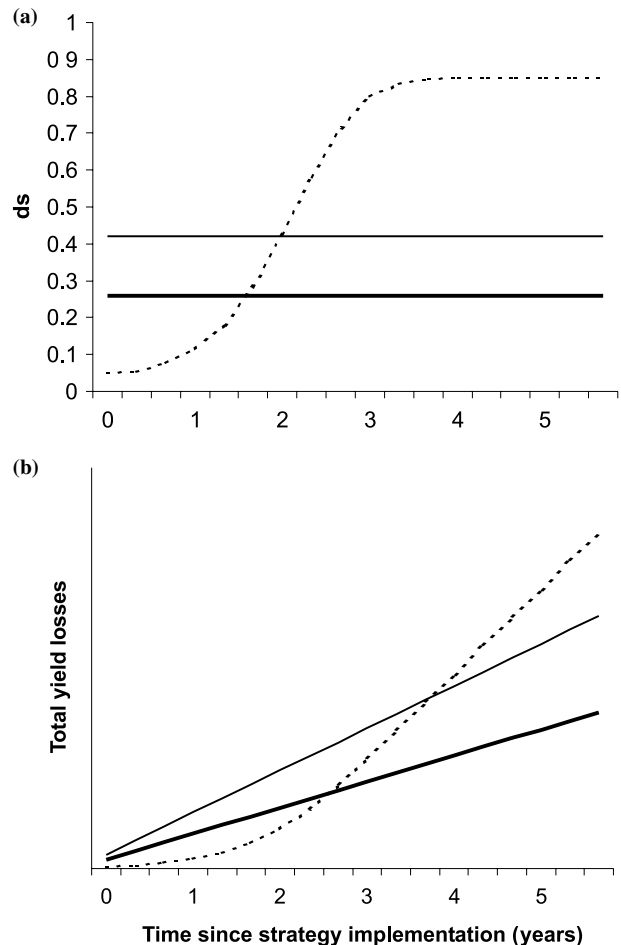 (a)
1
0 9
0.8
0.7
0.6
0.5
0.4
0.3
0.2
0.1
0
ds
0 1 2 3 4 5
(b)
Total yield losses
0 1 2 3 4 5
Time since strategy implementation (years)